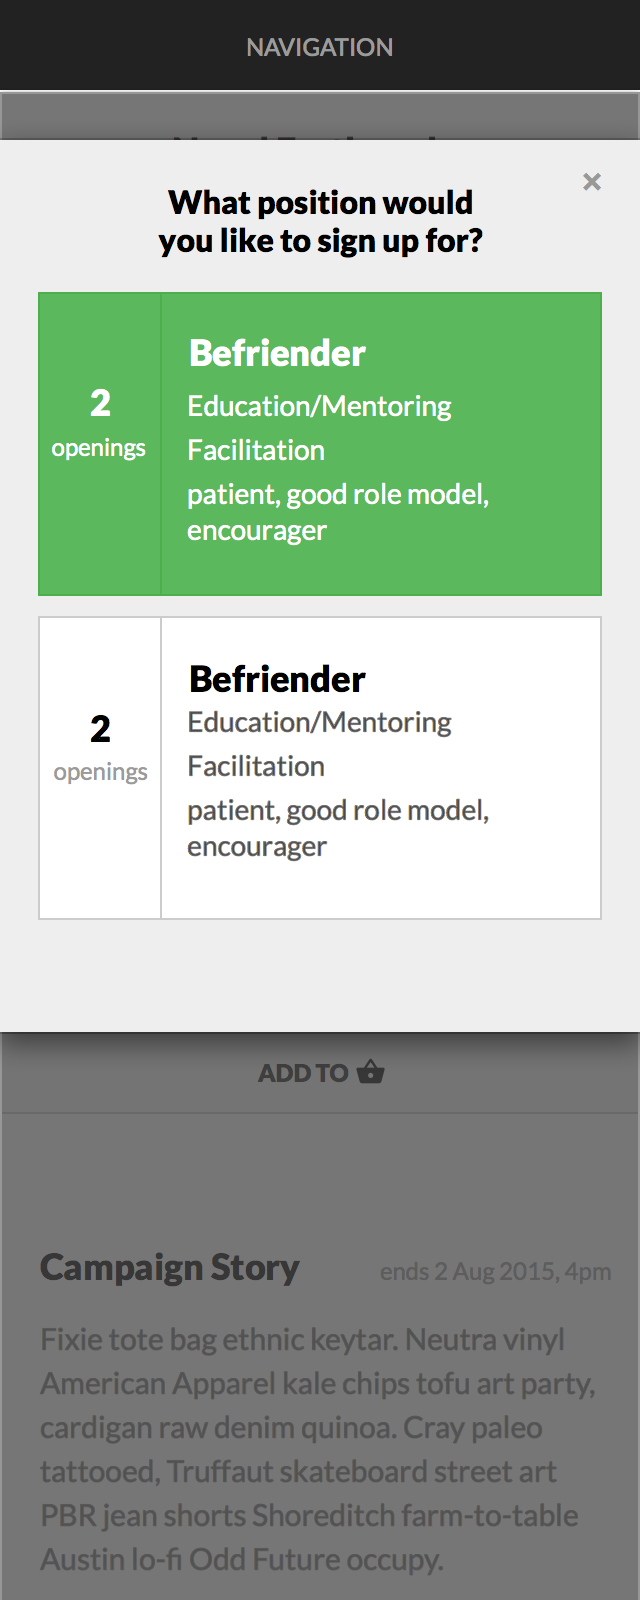 NAVIGATION
×
What position would
you like to sign up for?
2
openings
Befriender
Education/Mentoring
Facilitation
patient, good role model,
encourager
2
openings
Befriender
Education/Mentoring
Facilitation
patient, good role model,
encourager
ADD TO
Campaign Story
ends 2 Aug 2015, 4pm
Fixie tote bag ethnic keytar. Neutra vinyl
American Apparel kale chips tofu art party,
cardigan raw denim quinoa. Cray paleo
tattooed, Truffaut skateboard street art
PBR jean shorts Shoreditch farm-to-table
Austin lo-fi Odd Future occupy.